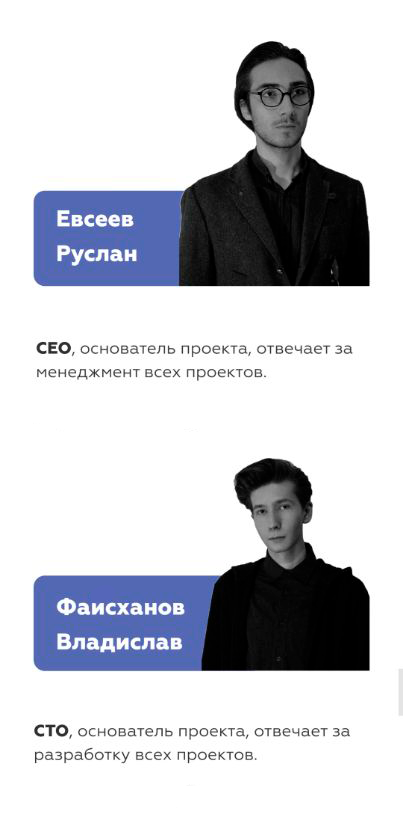 Евсеев
Руслан
CEO, основатель проекта, отвечает за
менеджмент всех проектов.
Фаисханов
Владислав
CTO, основатель проекта, отвечает за
разработку всех проектов.